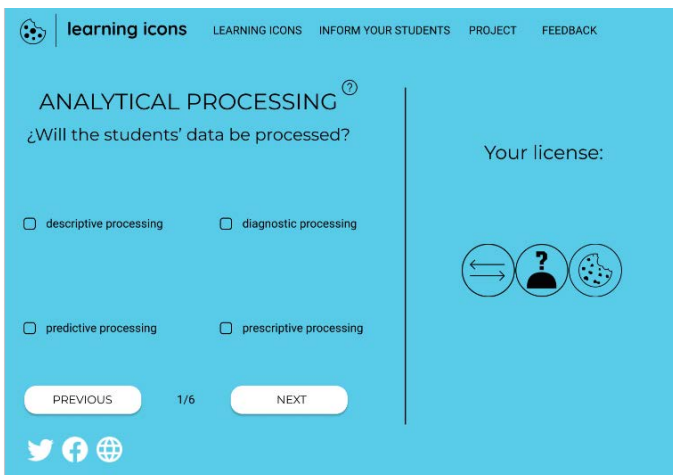 learning icons LEARNING ICONS INFORM YOUR STUDENTS PROJECT FEEDBACK
ANALYTICAL PROCESSING ?
¿Will the students' data be processed?
Your license:
descriptive processing diagnostic processing
?
predictive processing prescriptive processing
PREVIOUS 1/6 NEXT